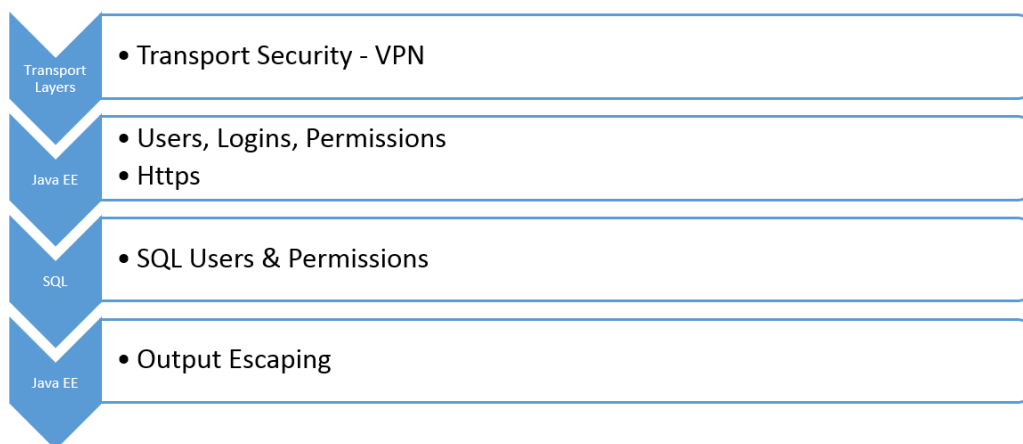 Transport
Layers
• Transport Security - VPN
Java EE
• Users, Logins, Permissions
• Https
SQL
• SQL Users & Permissions
Java EE
• Output Escaping